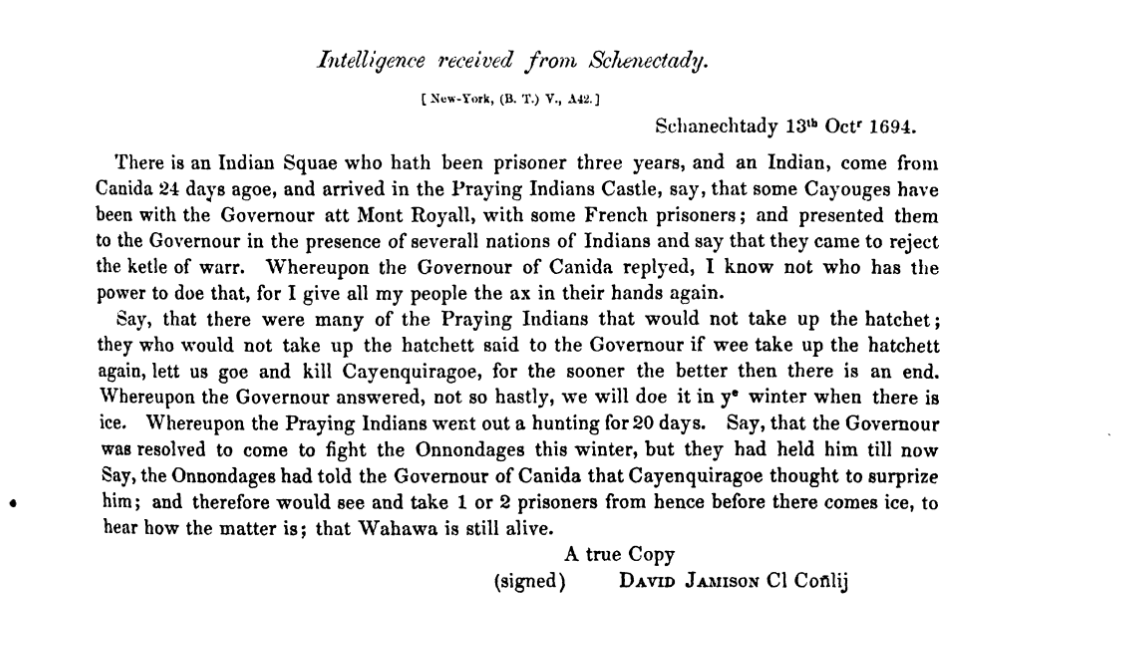 Intelligence received from Schenectady.
[ New-York, (B. T.) V., A42. ]
Schanechtady 13th Octr 1694.
There is an Indian Squae who hath been prisoner three years, and an Indian, come from
Canida 24 days agoe, and arrived in the Praying Indians Castle, say, that some Cayouges have
been with the Governour att Mont Royall, with some French prisoners; and presented them
to the Governour in the presence of severall nations of Indians and say that they came to reject
the ketle of warr. Whereupon the Governour of Canida replyed, I know not who has the
power to doe that, for I give all my people the ax in their hands again.
Say, that there were many of the Praying Indians that would not take up the hatchet;
they who would not take up the hatchett said to the Governour if wee take up the hatchett
again, lett us goe and kill Cayenquiragoe, for the sooner the better then there is an end.
Whereupon the Governour answered, not so hastly, we will doe it in ye winter when there is
ice. Whereupon the Praying Indians went out a hunting for 20 days. Say, that the Governour
was resolved to come to fight the Onnondages this winter, but they had held him till now
Say, the Onnondages had told the Governour of Canida that Cayenquiragoe thought to surprize
him; and therefore would see and take 1 or 2 prisoners from hence before there comes ice, to
hear how the matter is; that Wahawa is still alive.
A true Copy
(signed) David Jamison Cl Coñlij